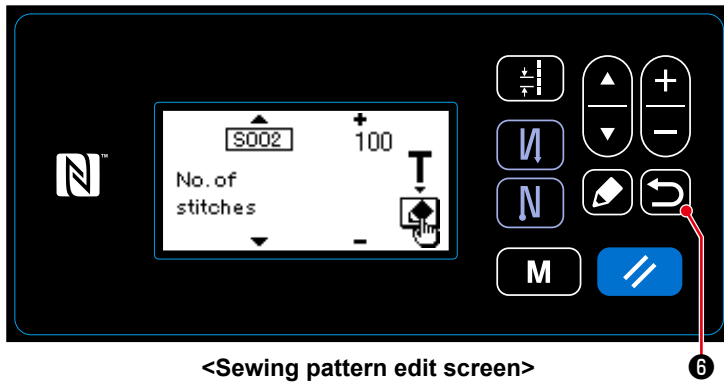 S002
100
No. of
stitches
T
M
<Sewing pattern edit screen>
❻